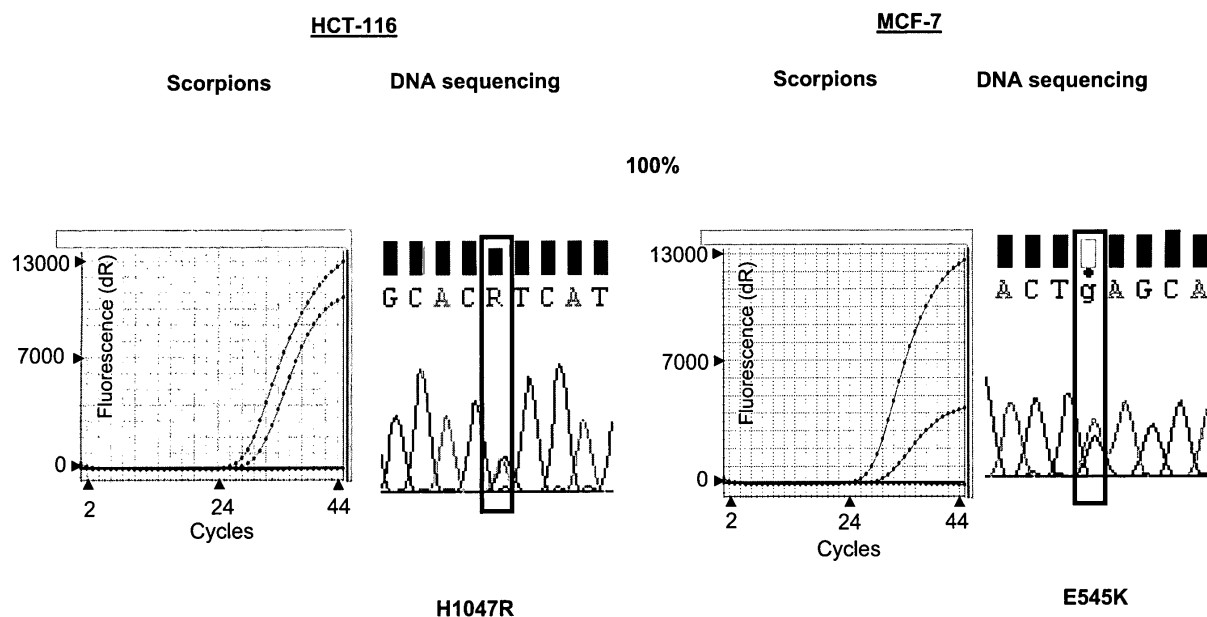 HCT-116
MCF-7
Scorpions
DNA sequencing
Scorpions
DNA sequencing
100%
13000
7000
0
Fluorescence (dR)
2
24
44
Cycles
G C A C R T C A T
H1047R
13000
7000
0
Fluorescence (dR)
2
24
44
Cycles
A C T g A G C A
E545K